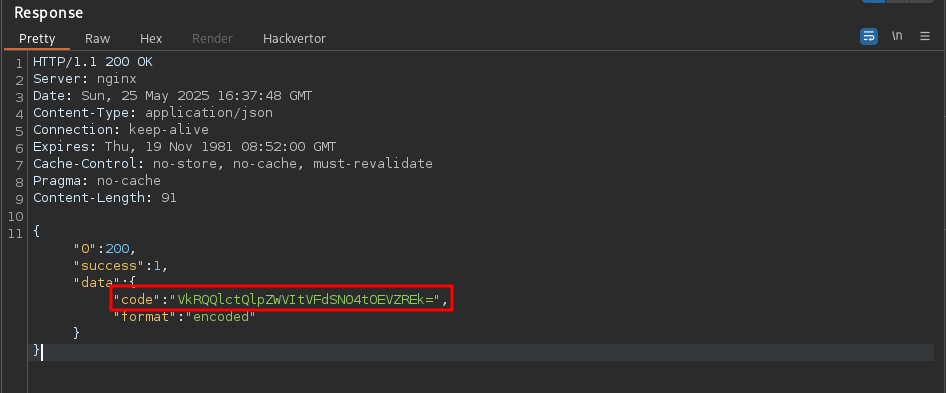 Response
Pretty Raw Hex Render Hackvertor \n
1 HTTP/1.1 200 OK
2 Server: nginx
3 Date: Sun, 25 May 2025 16:37:48 GMT
4 Content-Type: application/json
5 Connection: keep-alive
6 Expires: Thu, 19 Nov 1981 08:52:00 GMT
7 Cache-Control: no-store, no-cache, must-revalidate
8 Pragma: no-cache
9 Content-Length: 91
10
11 {
"0":200,
"success":1,
"data":{
"code":"VkRQQlctQlpZWVItVFdSNO4tOEVZREk=",
"format":"encoded"
}
}